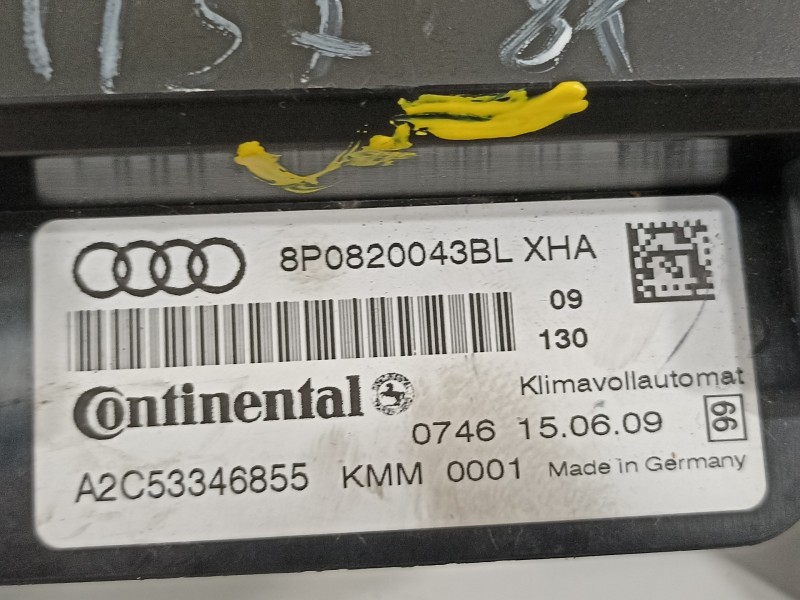 8P0820043BL XHA
09
130
Continental
Klimavollautomat
0746 15.06.09 66
A2C53346855 KMM 0001 Made in Germany